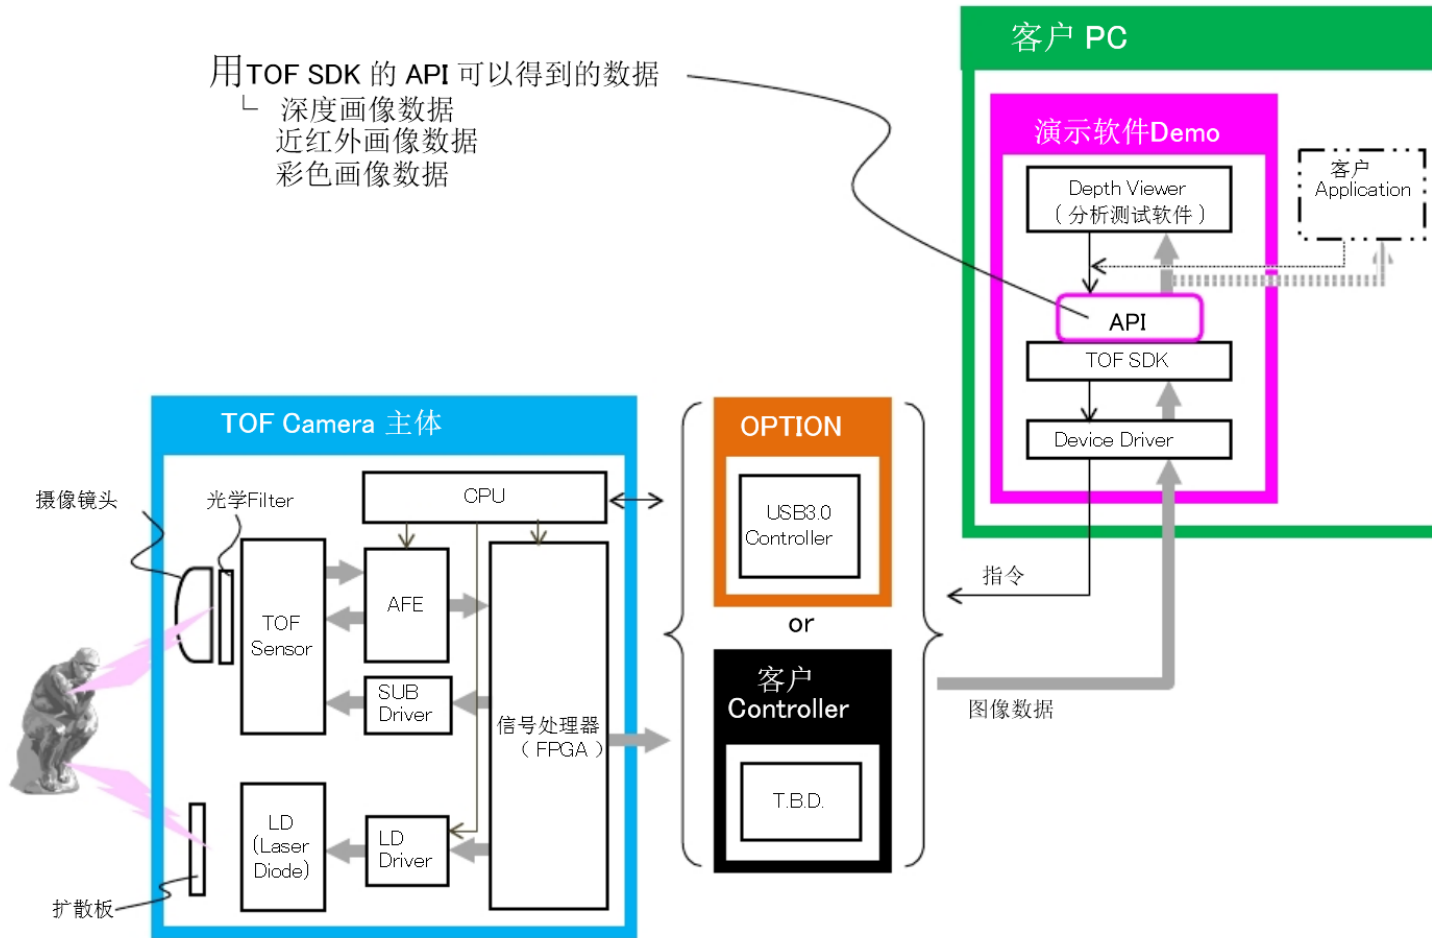 用TOF SDK 的 API 可以得到的数据
深度画像数据
近红外画像数据
彩色画像数据
客户 PC
演示软件Demo
Depth Viewer
（分析测试软件）
客户
Application
API
TOF SDK
Device Driver
指令
图像数据
TOF Camera 主体
摄像镜头
光学Filter
CPU
TOF
Sensor
AFE
SUB
Driver
信号处理器
（FPGA）
LD
(Laser
Diode)
LD
Driver
扩散板
OPTION
USB3.0
Controller
or
客户
Controller
T.B.D.